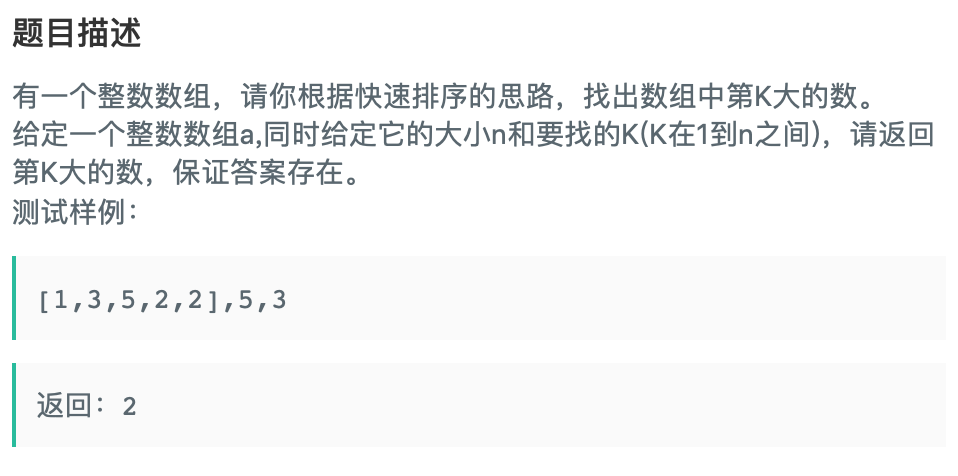 题目描述
有一个整数数组，请你根据快速排序的思路，找出数组中第K大的数。
给定一个整数数组a,同时给定它的大小n和要找的K(K在1到n之间)，请返回
第K大的数，保证答案存在。
测试样例：
[1,3,5,2,2],5,3
返回：2